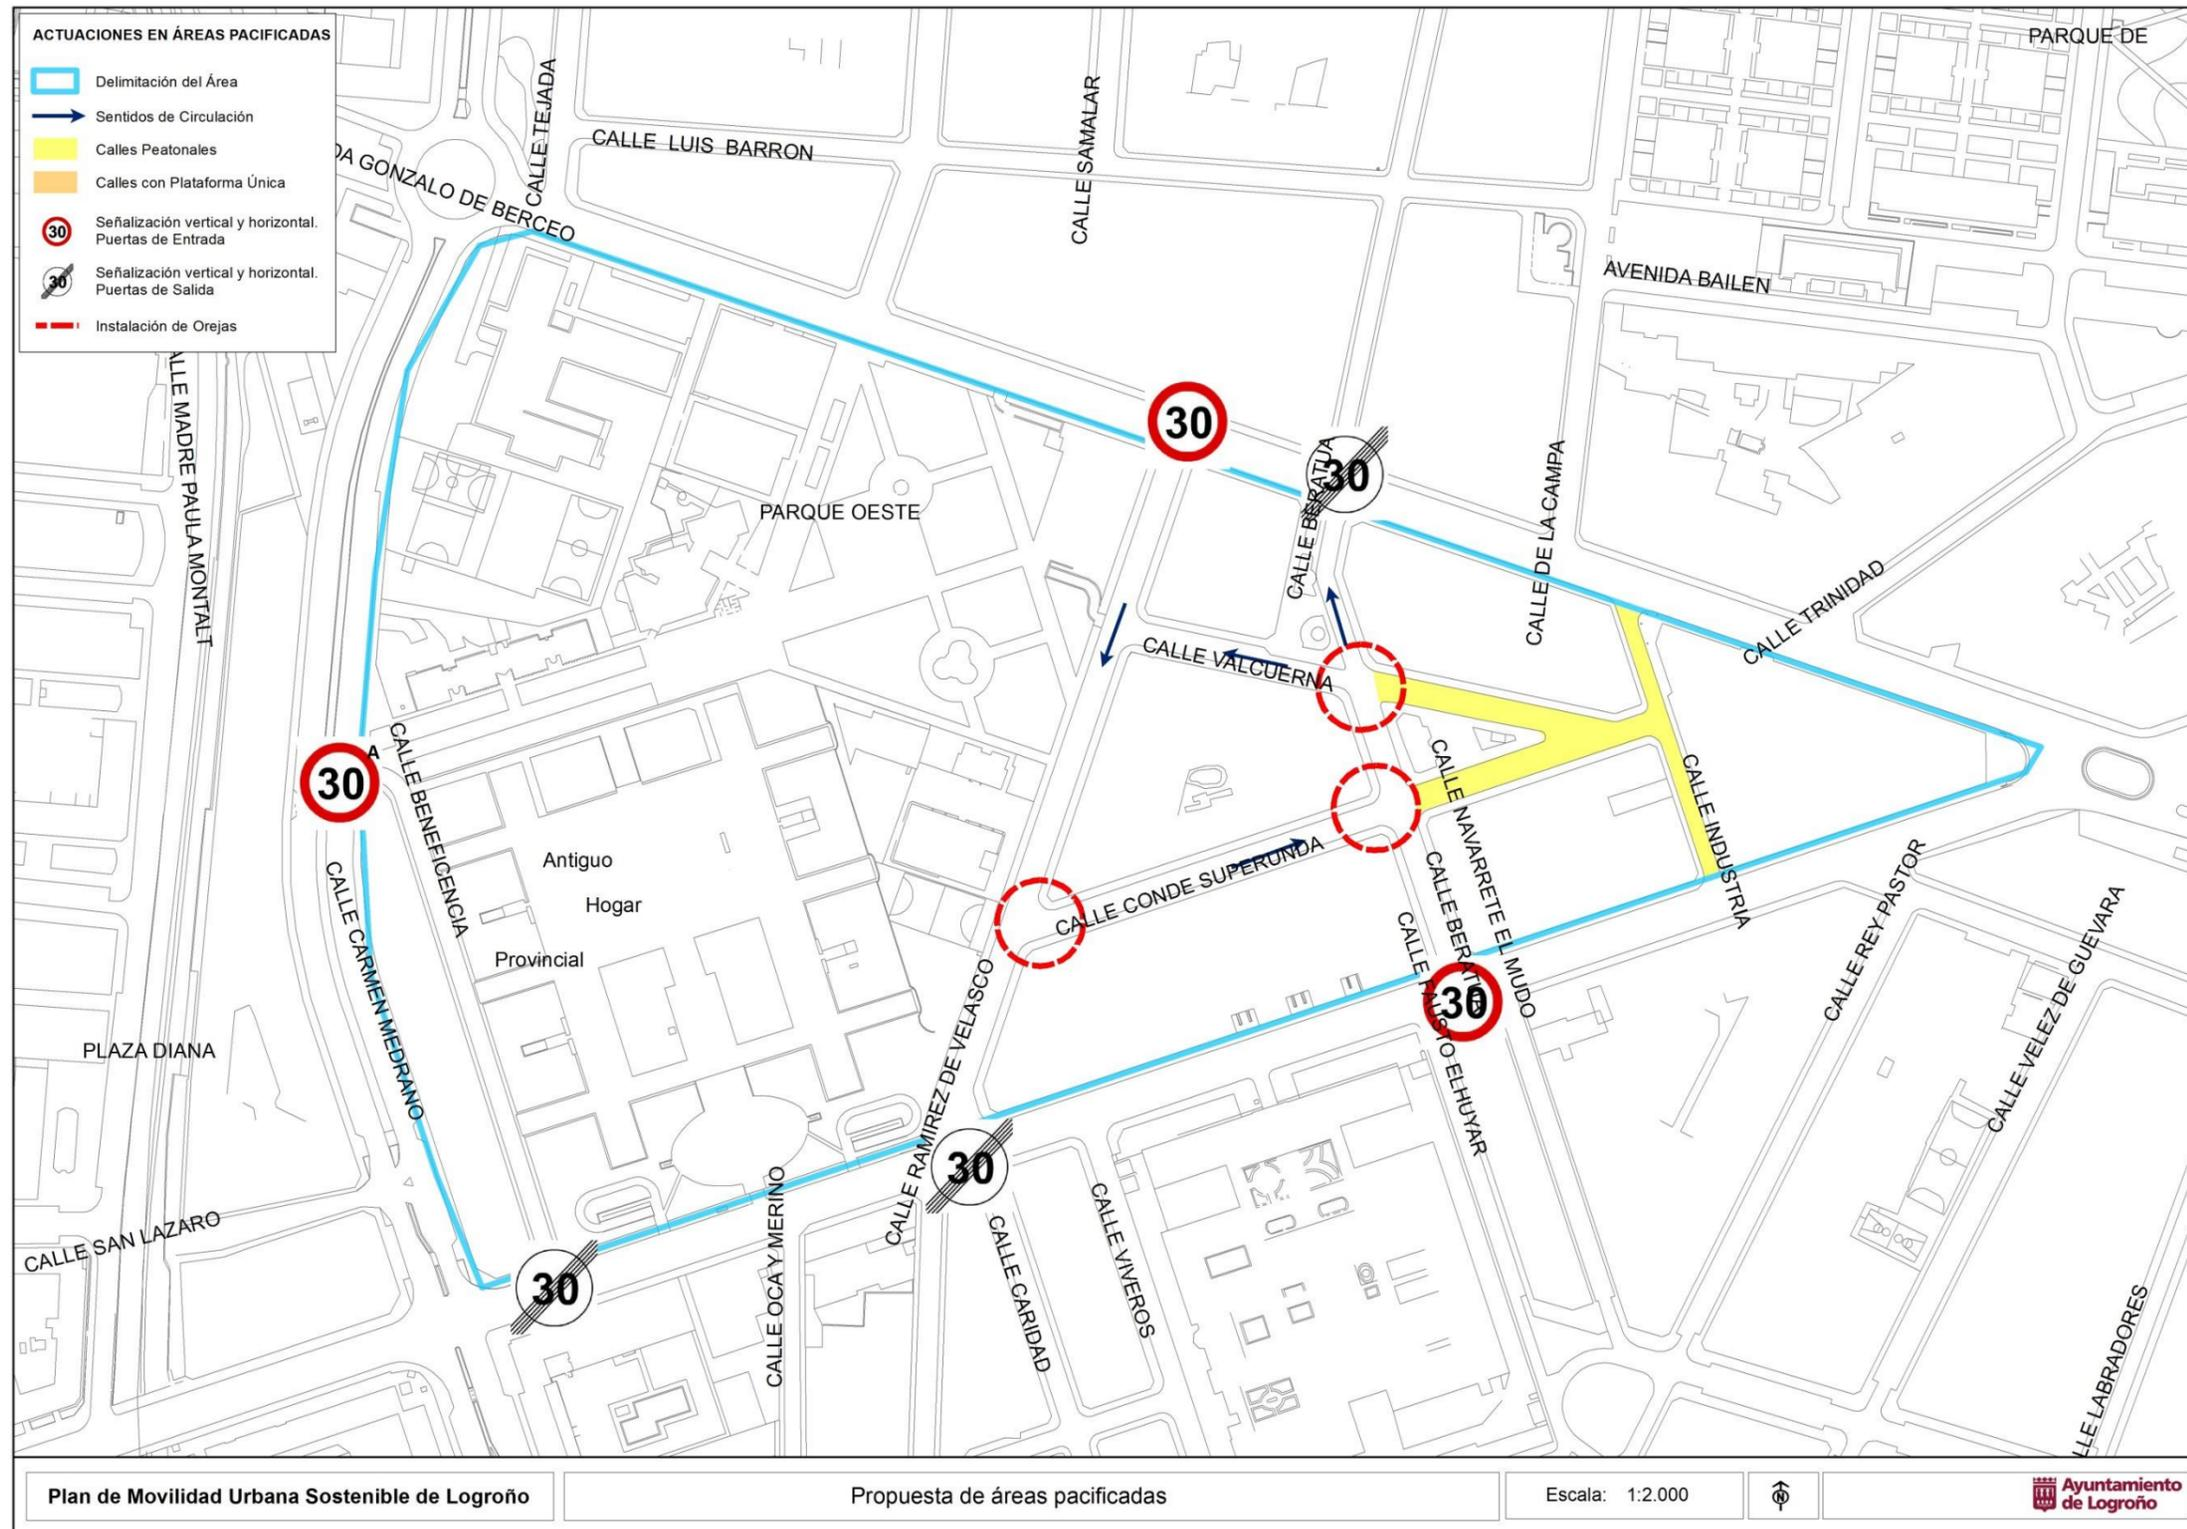 ACTUACIONES EN ÁREAS PACIFICADAS
Delimitación del Área
Sentidos de Circulación
Calles Peatonales
Calles con Plataforma Única
30
Señalización vertical y horizontal.
Puertas de Entrada
30
Señalización vertical y horizontal.
Puertas de Salida
Instalación de Orejas
PARQUE DE
CALLE TEJADA
CALLE LUIS BARRON
CALLE SAMALAR
DA GONZALO DE BERCEO
AVENIDA BAILEN
ALLE MADRE PAULA MONTALT
30
30
CALLE BERATUA
CALLE DE LA CAMPA
PARQUE OESTE
CALLE TRINIDAD
CALLE VALCUERNA
30
A
CALLE BENEFICENCIA
CALLE NAVARRETE EL MUDO
CALLE INDUSTRIA
Antiguo
Hogar
Provincial
CALLE CONDE SUPERUNDA
CALLE BERATUA
CALLE CARMEN MEDRANO
CALLE FAUSTO ELHUYAR
30
CALLE REY PASTOR
CALLE VELEZ DE GUEVARA
PLAZA DIANA
CALLE RAMIREZ DE VELASCO
30
CALLE SAN LAZARO
CALLE OCA Y MERINO
CALLE CARIDAD
CALLE VIVEROS
30
LLE LABRADORES
Plan de Movilidad Urbana Sostenible de Logroño
Propuesta de áreas pacificadas
Escala: 1:2.000
N
Ayuntamiento
de Logroño